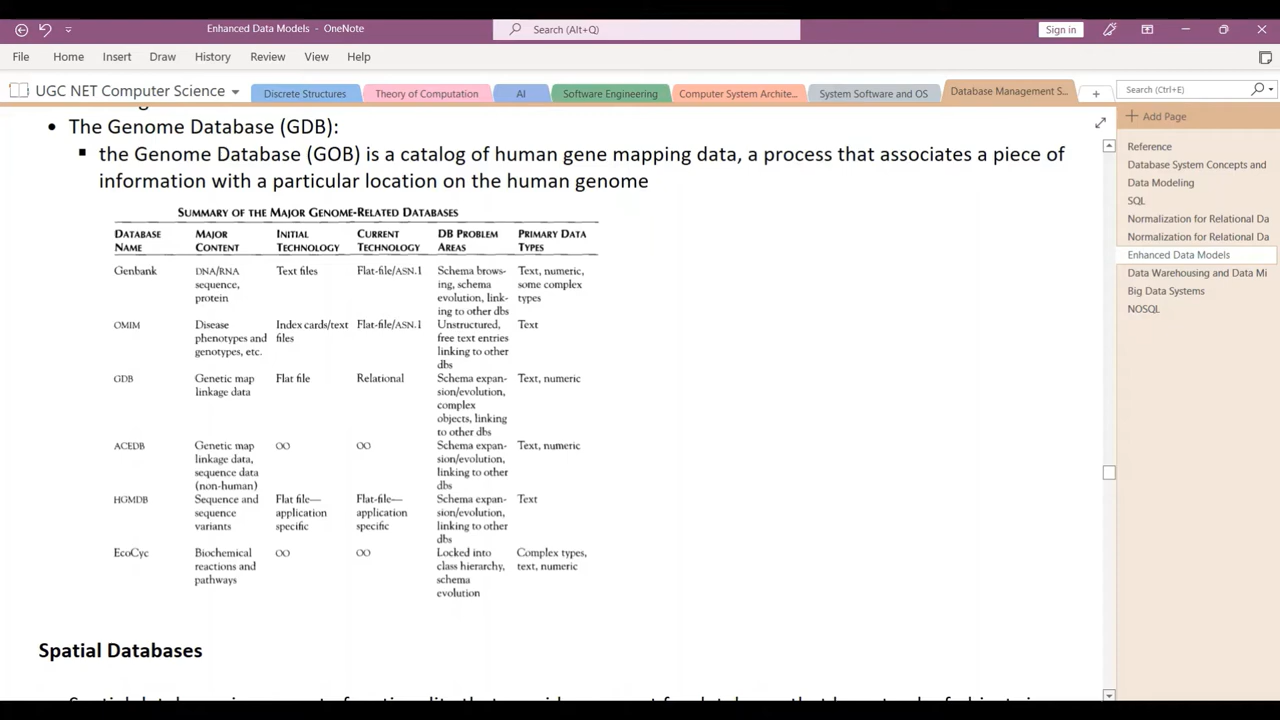 Enhanced Data Models - OneNote
Search (Alt+Q)
Sign in
File Home Insert Draw History Review View Help
UGC NET Computer Science
Discrete Structures Theory of Computation AI Software Engineering Computer System Archite... System Software and OS Database Management S...
Search (Ctrl+E)
Add Page
Reference
Database System Concepts and
Data Modeling
SQL
Normalization for Relational Da
Normalization for Relational Da
Enhanced Data Models
Data Warehousing and Data Mi
Big Data Systems
NOSQL
• The Genome Database (GDB):
▪ the Genome Database (GOB) is a catalog of human gene mapping data, a process that associates a piece of
information with a particular location on the human genome
SUMMARY OF THE MAJOR GENOME-RELATED DATABASES
DATABASE MAJOR INITIAL CURRENT DB PROBLEM PRIMARY DATA
NAME CONTENT TECHNOLOGY TECHNOLOGY AREAS TYPES
Genbank DNA/RNA Text files Flat-file/ASN.1 Schema brows- Text, numeric,
sequence, ing, schema some complex
protein evolution, link- types
ing to other dbs
OMIM Disease Index cards/text Flat-file/ASN.1 Unstructured, Text
phenotypes and files free text entries
genotypes, etc. linking to other
dbs
GDB Genetic map Flat file Relational Schema expan- Text, numeric
linkage data sion/evolution,
complex
objects, linking
to other dbs
ACEDB Genetic map OO OO Schema expan- Text, numeric
linkage data, sion/evolution,
sequence data linking to other
(non-human) dbs
HGMDB Sequence and Flat file— Flat-file— Schema expan- Text
sequence application application sion/evolution,
variants specific specific linking to other
dbs
EcoCyc Biochemical OO OO Locked into Complex types,
reactions and class hierarchy, text, numeric
pathways schema
evolution
Spatial Databases